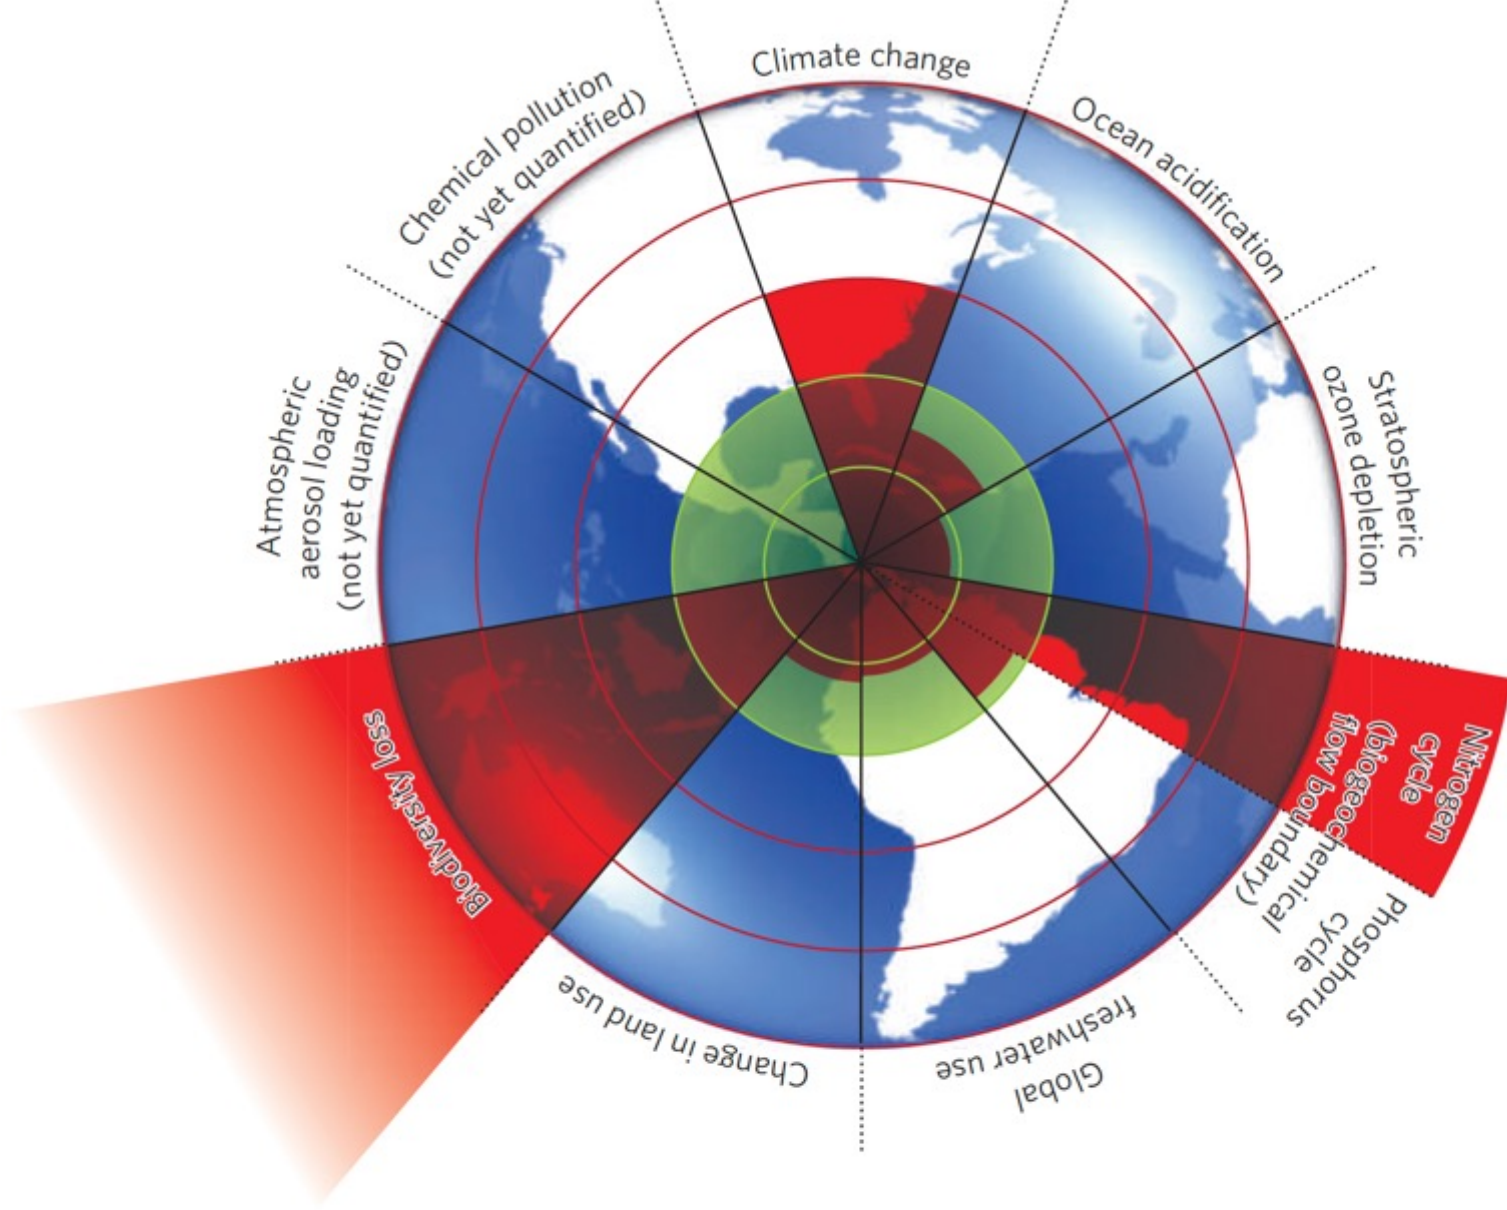 Climate change
Ocean acidification
Stratospheric
ozone depletion
Nitrogen
cycle
(biogeochemical
flow boundary)
Phosphorus
cycle
Global
freshwater use
Change in land use
Biodiversity loss
Atmospheric
aerosol loading
(not yet quantified)
Chemical pollution
(not yet quantified)